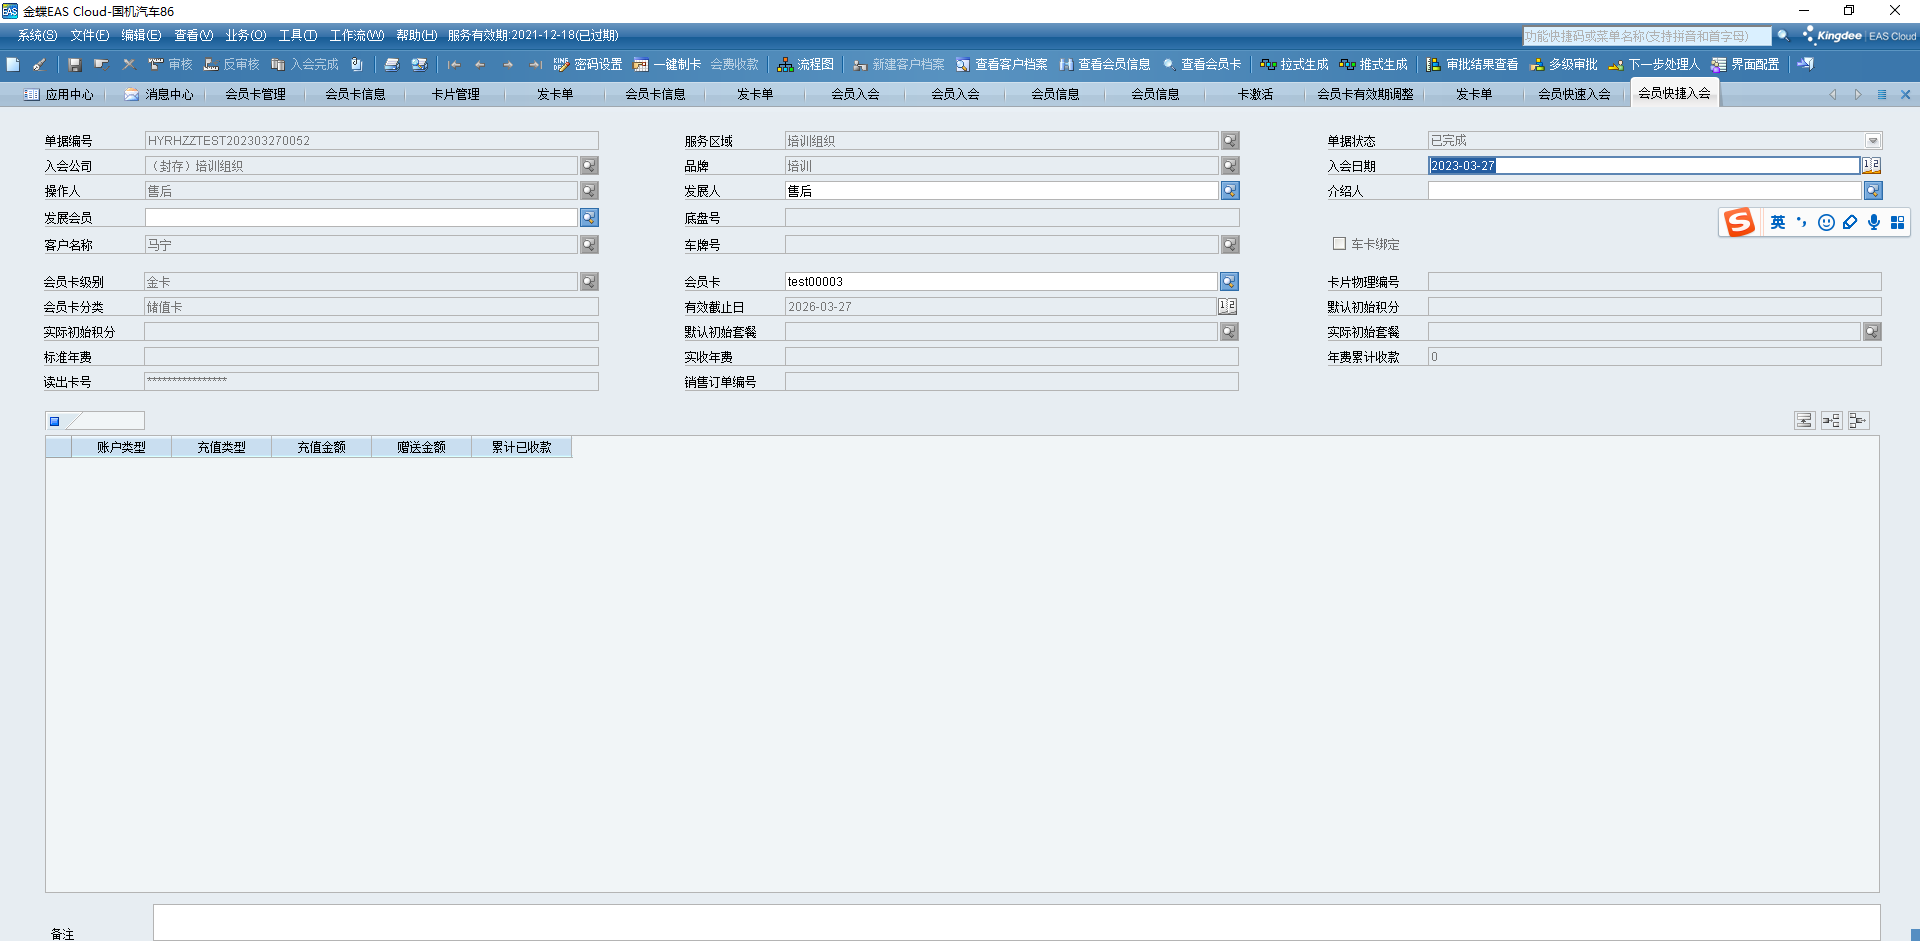 金蝶EAS Cloud-国机汽车86
系统(S) 文件(F) 编辑(E) 查看(V) 业务(O) 工具(T) 工作流(W) 帮助(H) 服务有效期:2021-12-18(已过期) 功能快捷码或菜单名称(支持拼音和首字母) Kingdee EAS Cloud
审核 反审核 入会完成 密码设置 一键制卡 会费收款 流程图 新建客户档案 查看客户档案 查看会员信息 查看会员卡 拉式生成 推式生成 审批结果查看 多级审批 下一步处理人 界面配置
应用中心 消息中心 会员卡管理 会员卡信息 卡片管理 发卡单 会员卡信息 发卡单 会员入会 会员入会 会员信息 会员信息 卡激活 会员卡有效期调整 发卡单 会员快速入会 会员快捷入会
单据编号 HYRHZZTEST202303270052 服务区域 培训组织 单据状态 已完成
入会公司 （封存）培训组织 品牌 培训 入会日期 2023-03-27
操作人 售后 发展人 售后 介绍人
发展会员 底盘号
英
客户名称 马宁 车牌号 车卡绑定
会员卡级别 金卡 会员卡 test00003 卡片物理编号
会员卡分类 储值卡 有效截止日 2026-03-27 默认初始积分
实际初始积分 默认初始套餐 实际初始套餐
标准年费 实收年费 年费累计收款 0
读出卡号 **************** 销售订单编号
账户类型 充值类型 充值金额 赠送金额 累计已收款
备注